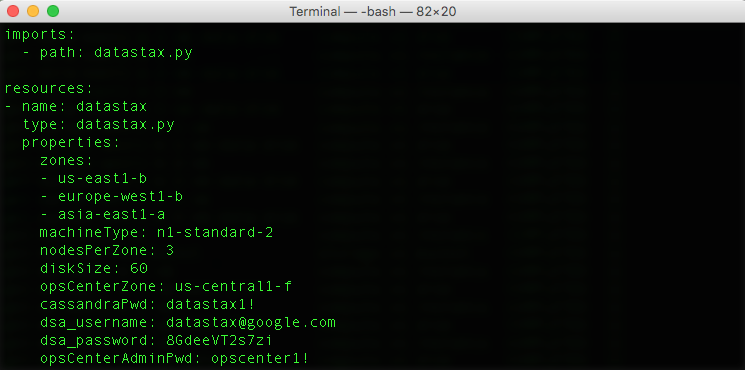 Terminal — -bash — 82×20
imports:
  - path: datastax.py

resources:
- name: datastax
  type: datastax.py
  properties:
    zones:
    - us-east1-b
    - europe-west1-b
    - asia-east1-a
    machineType: n1-standard-2
    nodesPerZone: 3
    diskSize: 60
    opsCenterZone: us-central1-f
    cassandraPwd: datastax1!
    dsa_username: datastax@google.com
    dsa_password: 8GdeeVT2s7zi
    opsCenterAdminPwd: opscenter1!